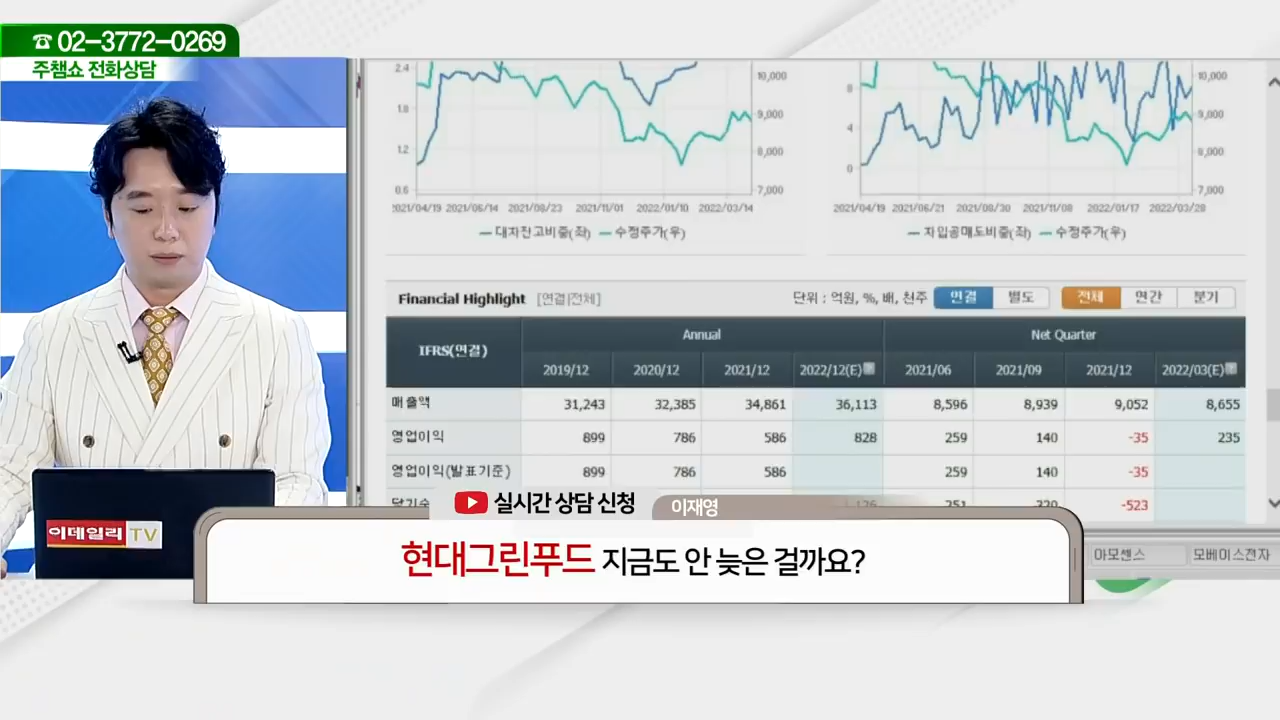 ☎ 02-3772-0269
주챔쇼 전화상담
2.4
1.8
1.2
0.6
10,000
9,000
8,000
7,000
2021/04/19 2021/06/14 2021/08/23 2021/11/01 2022/01/10 2022/03/14
대차잔고비중(좌) 수정주가(우)
8
4
0
10,000
9,000
8,000
7,000
2021/04/19 2021/06/21 2021/08/30 2021/11/08 2022/01/17 2022/03/28
차입공매도비중(좌) 수정주가(우)
Financial Highlight [연결|전체] 단위 : 억원, %, 배, 천주 연결 별도 전체 연간 분기
IFRS(연결) Annual Net Quarter
2019/12 2020/12 2021/12 2022/12(E) 2021/06 2021/09 2021/12 2022/03(E)
매출액 31,243 32,385 34,861 36,113 8,596 8,939 9,052 8,655
영업이익 899 786 586 828 259 140 -35 235
영업이익(발표기준) 899 786 586 259 140 -35
-523
이데일리 TV
실시간 상담 신청 이재영
현대그린푸드 지금도 안 늦은 걸까요?
아모센스 모베이스전자